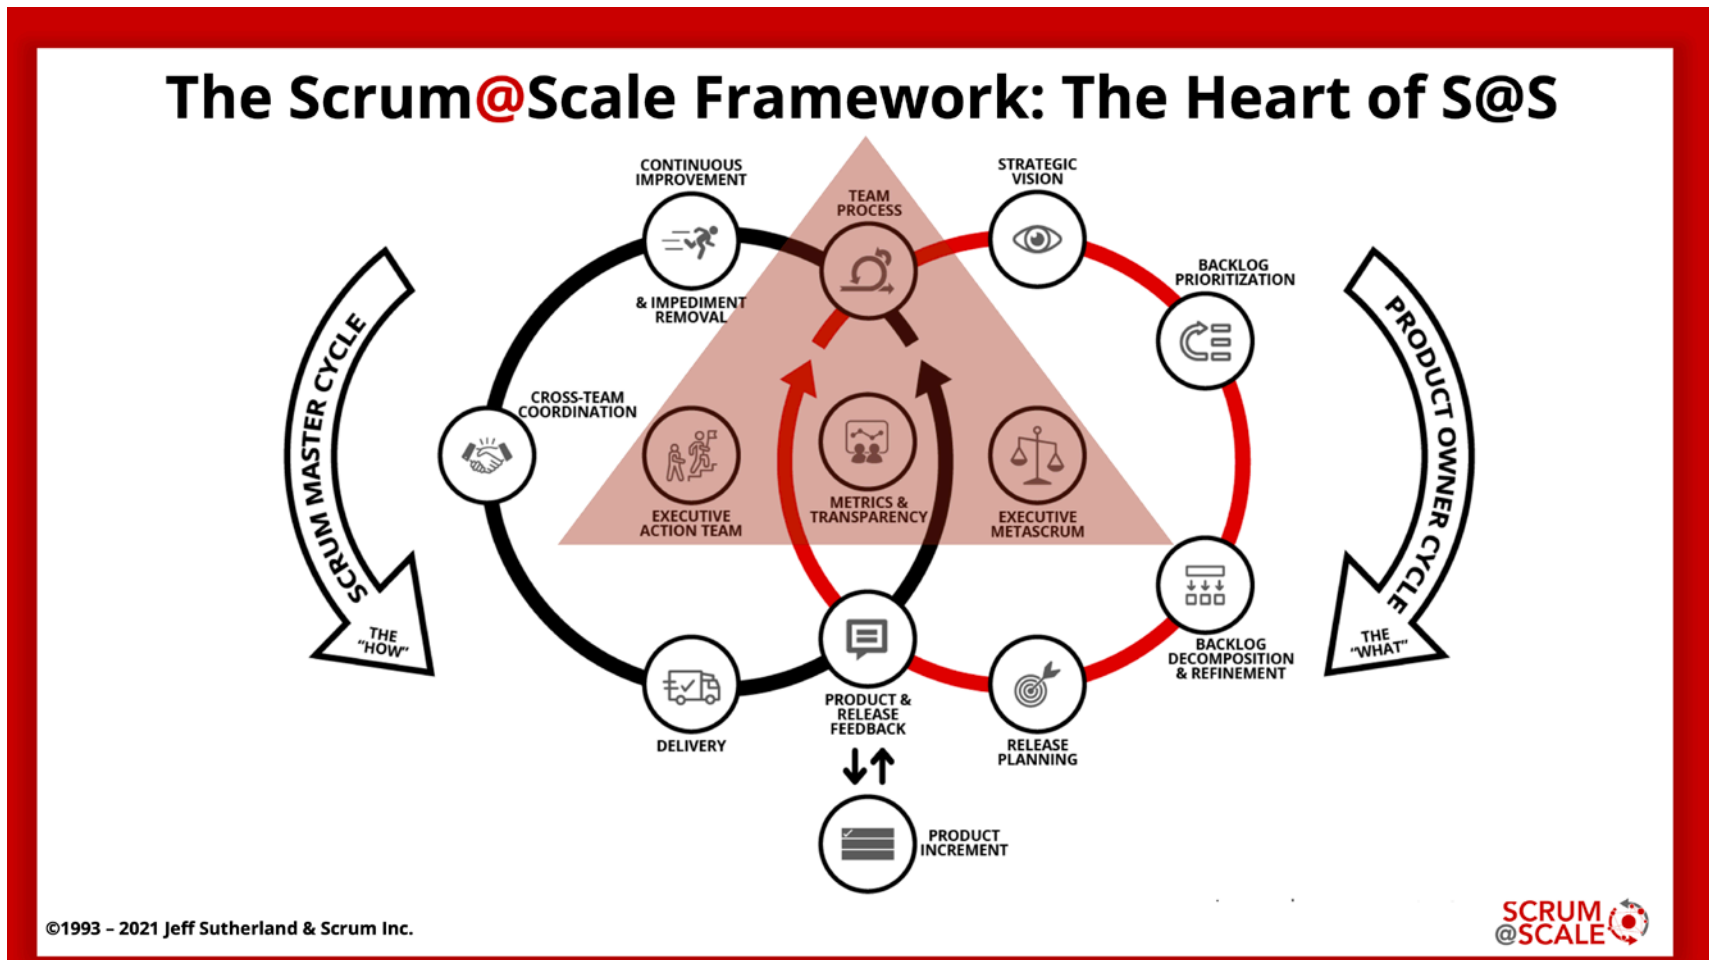 The Scrum@Scale Framework: The Heart of S@S
CONTINUOUS
IMPROVEMENT
& IMPEDIMENT
REMOVAL
TEAM
PROCESS
STRATEGIC
VISION
BACKLOG
PRIORITIZATION
SCRUM MASTER CYCLE
THE
“HOW”
CROSS-TEAM
COORDINATION
EXECUTIVE
ACTION TEAM
METRICS &
TRANSPARENCY
EXECUTIVE
METASCRUM
PRODUCT OWNER CYCLE
THE
“WHAT”
BACKLOG
DECOMPOSITION
& REFINEMENT
DELIVERY
PRODUCT &
RELEASE
FEEDBACK
RELEASE
PLANNING
PRODUCT
INCREMENT
©1993 – 2021 Jeff Sutherland & Scrum Inc.
SCRUM
@SCALE